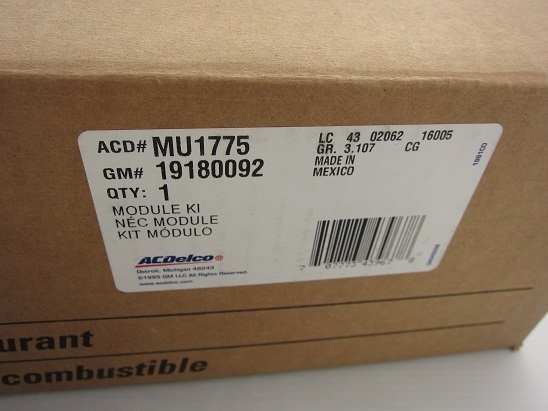 ACD# MU1775
GM# 19180092
QTY: 1
MODULE KI
NÉC MODULE
KIT MÓDULO
ACDelco®
Detroit, Michigan 48243
©1995 GM LLC All Rights Reserved.
www.acdelco.com
LC 43 02062 16005
GR. 3.107 CG
MADE IN
MEXICO
urant
combustible